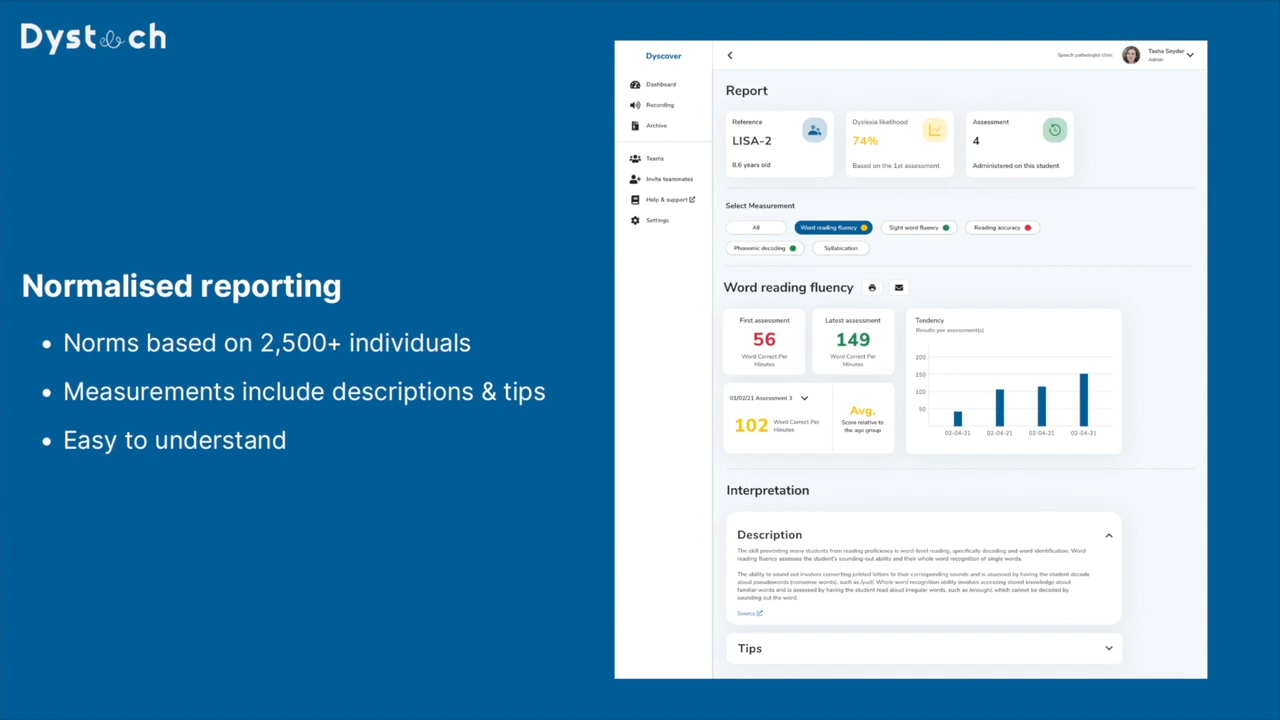 Dystech
Normalised reporting
• Norms based on 2,500+ individuals
• Measurements include descriptions & tips
• Easy to understand
Dyscover
Dashboard
Recording
Archive
Teams
Invite teammates
Help & support
Settings
Speech pathologist clinic
Tasha Snyder
Admin
Report
Reference
LISA-2
8.6 years old
Dyslexia likelihood
74%
Based on the 1st assessment
Assessment
4
Administered on this student
Select Measurement
All
Word reading fluency
Sight word fluency
Reading accuracy
Phonemic decoding
Syllabication
Word reading fluency
First assessment
56
Word Correct Per
Minutes
Latest assessment
149
Word Correct Per
Minutes
01/02/21 Assessment 3
102
Word Correct Per
Minutes
Avg.
Score relative to
the age group
Tendency
Results per assessment(s)
200
150
100
50
02-04-21 02-04-21 02-04-21 02-04-21
Interpretation
Description
The skill preventing many students from reading proficiency is word-level reading, specifically decoding and word identification. Word
reading fluency assesses the student's sounding-out ability and their whole word recognition of single words.
The ability to sound out involves converting printed letters to their corresponding sounds and is assessed by having the student decode
aloud pseudowords (nonsense words), such as /yud/. Whole word recognition ability involves assessing stored knowledge about
familiar words and is assessed by having the student read aloud irregular words, such as /enough/, which cannot be decoded by
sounding out the word.
Source
Tips